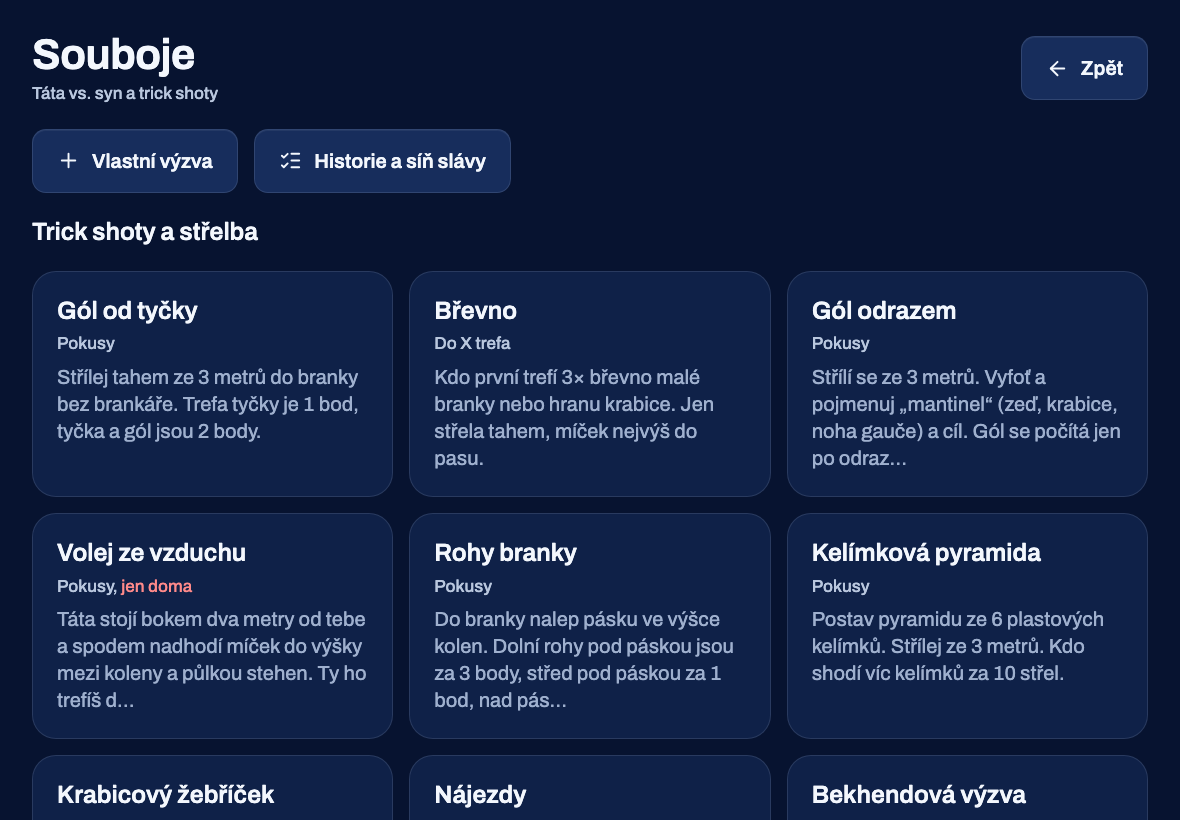 Souboje
Táta vs. syn a trick shoty
Zpět
Vlastní výzva
Historie a síň slávy
Trick shoty a střelba
Gól od tyčky
Pokusy
Střílej tahem ze 3 metrů do branky
bez brankáře. Trefa tyčky je 1 bod,
tyčka a gól jsou 2 body.
Břevno
Do X trefa
Kdo první trefí 3× břevno malé
branky nebo hranu krabice. Jen
střela tahem, míček nejvýš do
pasu.
Gól odrazem
Pokusy
Střílí se ze 3 metrů. Vyfoť a
pojmenuj „mantinel“ (zeď, krabice,
noha gauče) a cíl. Gól se počítá jen
po odraz…
Volej ze vzduchu
Pokusy, jen doma
Táta stojí bokem dva metry od tebe
a spodem nadhodí míček do výšky
mezi koleny a půlkou stehen. Ty ho
trefíš d…
Rohy branky
Pokusy
Do branky nalep pásku ve výšce
kolen. Dolní rohy pod páskou jsou
za 3 body, střed pod páskou za 1
bod, nad pás…
Kelímková pyramida
Pokusy
Postav pyramidu ze 6 plastových
kelímků. Střílej ze 3 metrů. Kdo
shodí víc kelímků za 10 střel.
Krabicový žebříček
Nájezdy
Bekhendová výzva